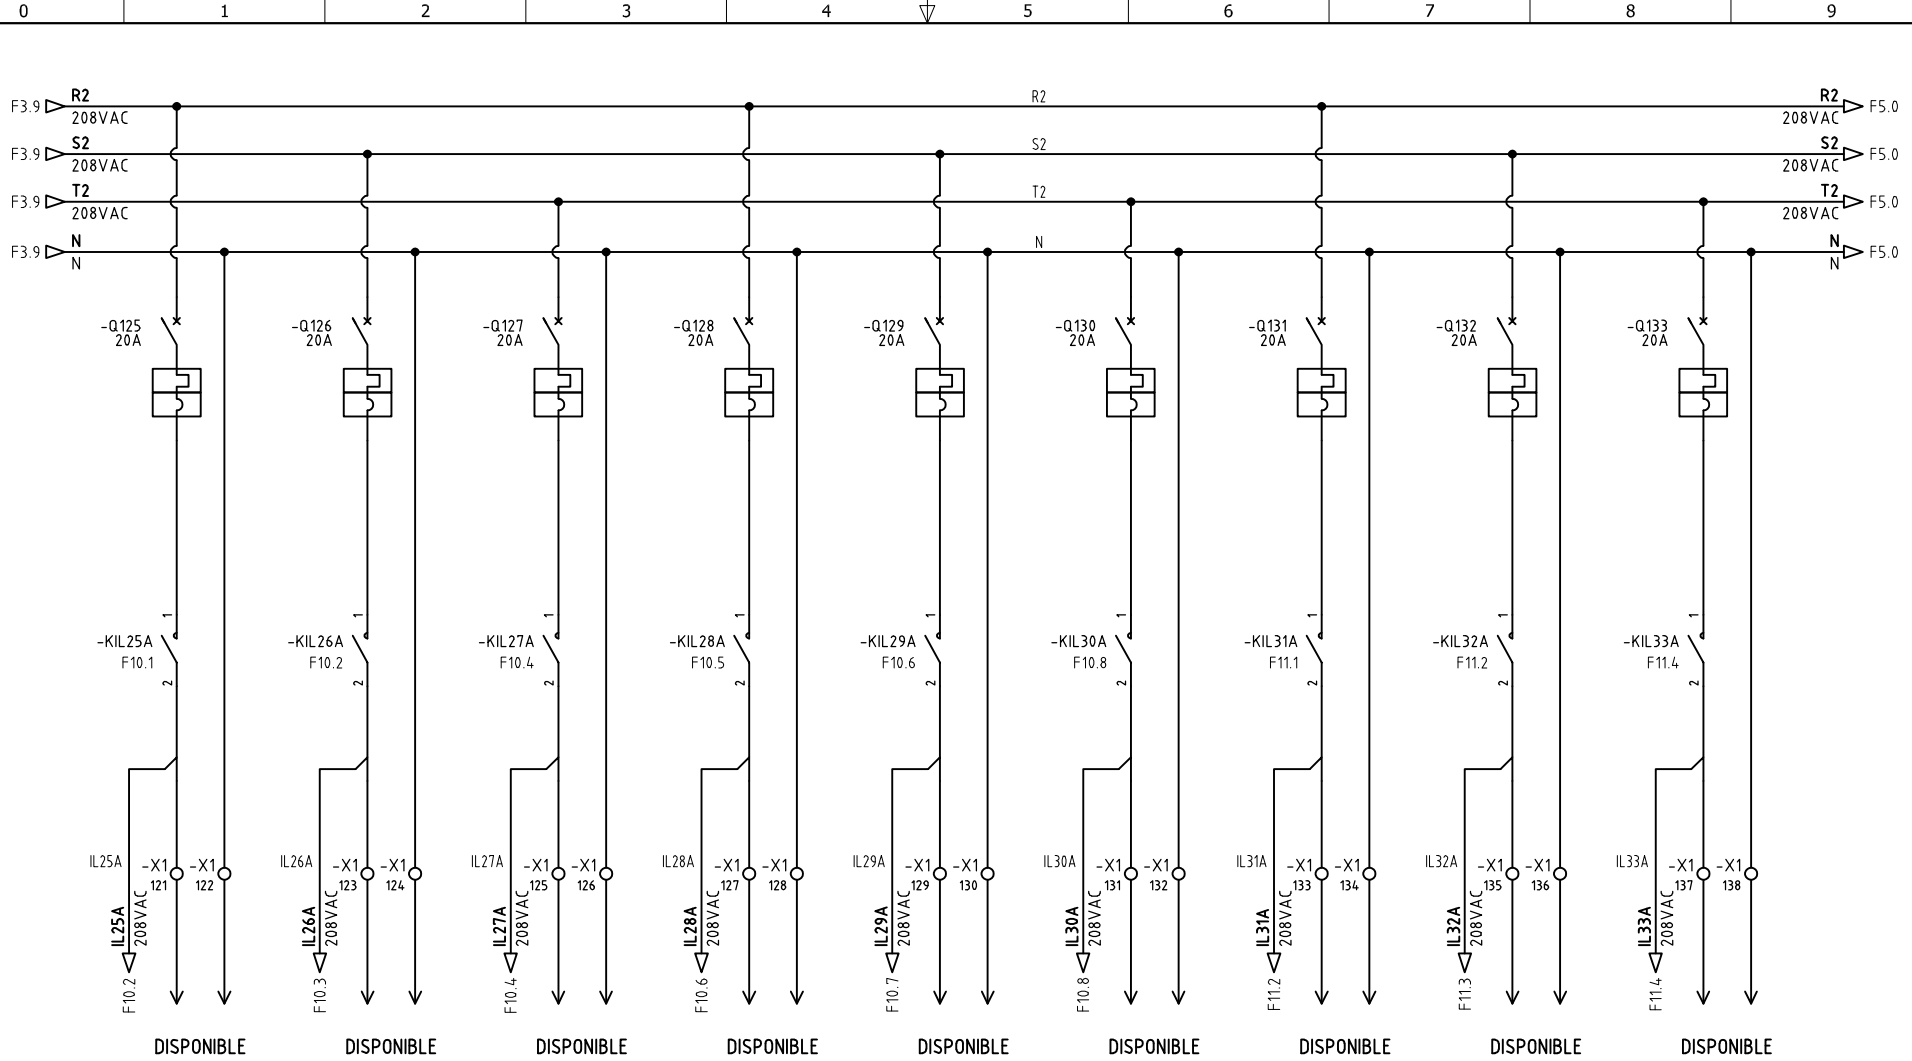 0 1 2 3 4 5 6 7 8 9
F3.9 R2 R2 R2 F5.0
208VAC 208VAC
F3.9 S2 S2 S2 F5.0
208VAC 208VAC
F3.9 T2 T2 T2 F5.0
208VAC 208VAC
F3.9 N N N F5.0
N N
-Q125 -Q126 -Q127 -Q128 -Q129 -Q130 -Q131 -Q132 -Q133
20A 20A 20A 20A 20A 20A 20A 20A 20A
1 1 1 1 1 1 1 1 1
-KIL25A -KIL26A -KIL27A -KIL28A -KIL29A -KIL30A -KIL31A -KIL32A -KIL33A
F10.1 F10.2 F10.4 F10.5 F10.6 F10.8 F11.1 F11.2 F11.4
2 2 2 2 2 2 2 2 2
IL25A -X1 -X1 IL26A -X1 -X1 IL27A -X1 -X1 IL28A -X1 -X1 IL29A -X1 -X1 IL30A -X1 -X1 IL31A -X1 -X1 IL32A -X1 -X1 IL33A -X1 -X1
121 122 123 124 125 126 127 128 129 130 131 132 133 134 135 136 137 138
IL25A IL26A IL27A IL28A IL29A IL30A IL31A IL32A IL33A
208VAC 208VAC 208VAC 208VAC 208VAC 208VAC 208VAC 208VAC 208VAC
F10.2 F10.3 F10.4 F10.6 F10.7 F10.8 F11.2 F11.3 F11.4
DISPONIBLE DISPONIBLE DISPONIBLE DISPONIBLE DISPONIBLE DISPONIBLE DISPONIBLE DISPONIBLE DISPONIBLE